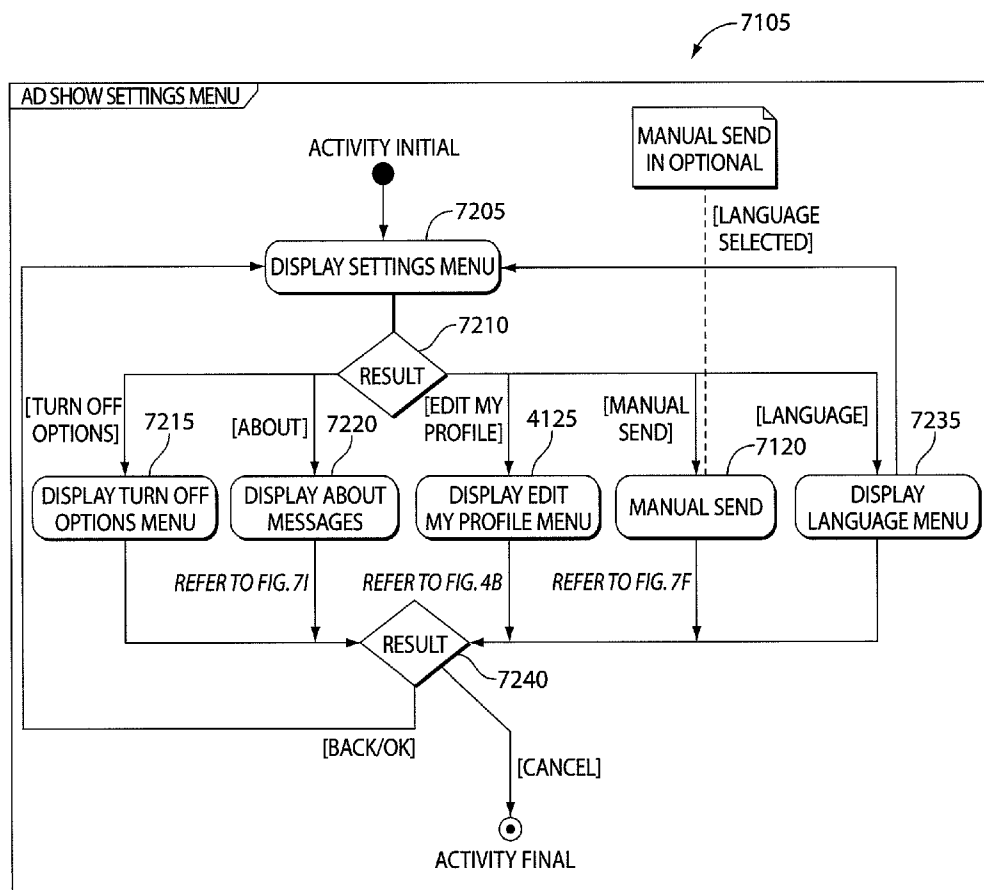 7105
AD SHOW SETTINGS MENU
ACTIVITY INITIAL
MANUAL SEND
IN OPTIONAL
7205
[LANGUAGE
SELECTED]
DISPLAY SETTINGS MENU
7210
RESULT
[TURN OFF
OPTIONS]
7215
[ABOUT]
7220
[EDIT MY
PROFILE]
4125
[MANUAL
SEND]
7120
[LANGUAGE]
7235
DISPLAY TURN OFF
OPTIONS MENU
DISPLAY ABOUT
MESSAGES
DISPLAY EDIT
MY PROFILE MENU
MANUAL SEND
DISPLAY
LANGUAGE MENU
REFER TO FIG. 7I
REFER TO FIG. 4B
REFER TO FIG. 7F
RESULT
7240
[BACK/OK]
[CANCEL]
ACTIVITY FINAL